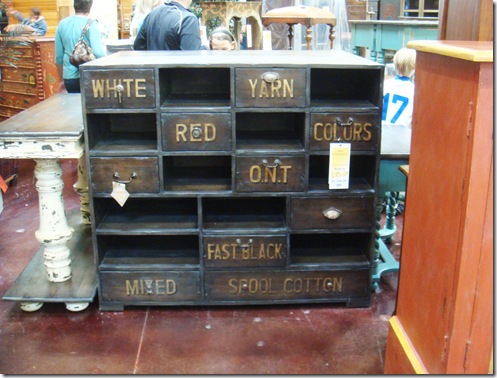 WHITE YARN
RED COLORS
O.N.T
FAST BLACK
MIXED SPOOL COTTON
17